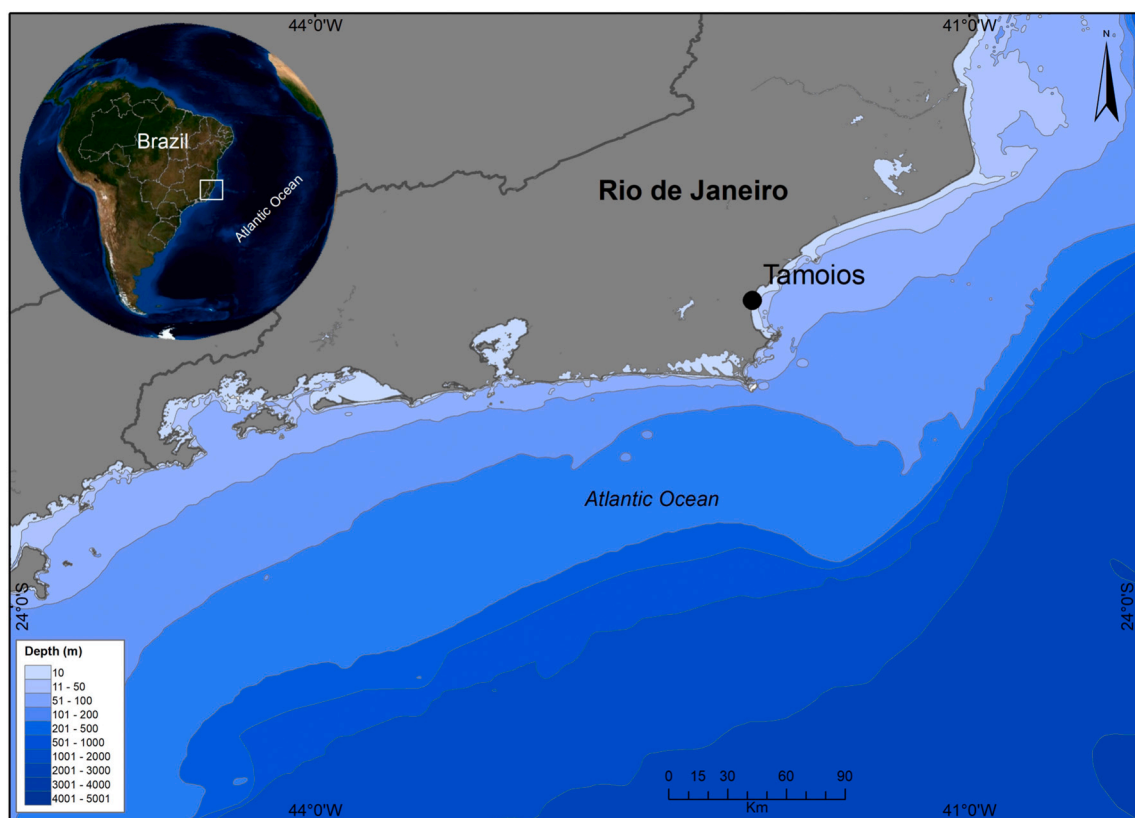 44°0'W
41°0'W
N
Brazil
Atlantic Ocean
Rio de Janeiro
Tamoios
Atlantic Ocean
24°0'S
24°0'S
Depth (m)
10
11 - 50
51 - 100
101 - 200
201 - 500
501 - 1000
1001 - 2000
2001 - 3000
3001 - 4000
4001 - 5001
0 15 30 60 90
Km
44°0'W
41°0'W